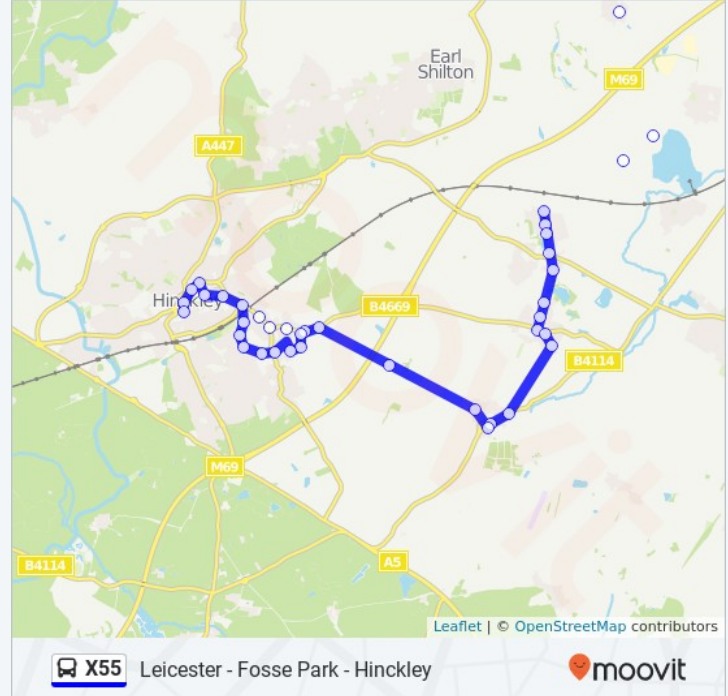 Earl
Shilton
M69
A447
Hinckley
B4669
B4114
M69
A5
B4114
Leaflet | © OpenStreetMap contributors
X55 Leicester - Fosse Park - Hinckley
moovit